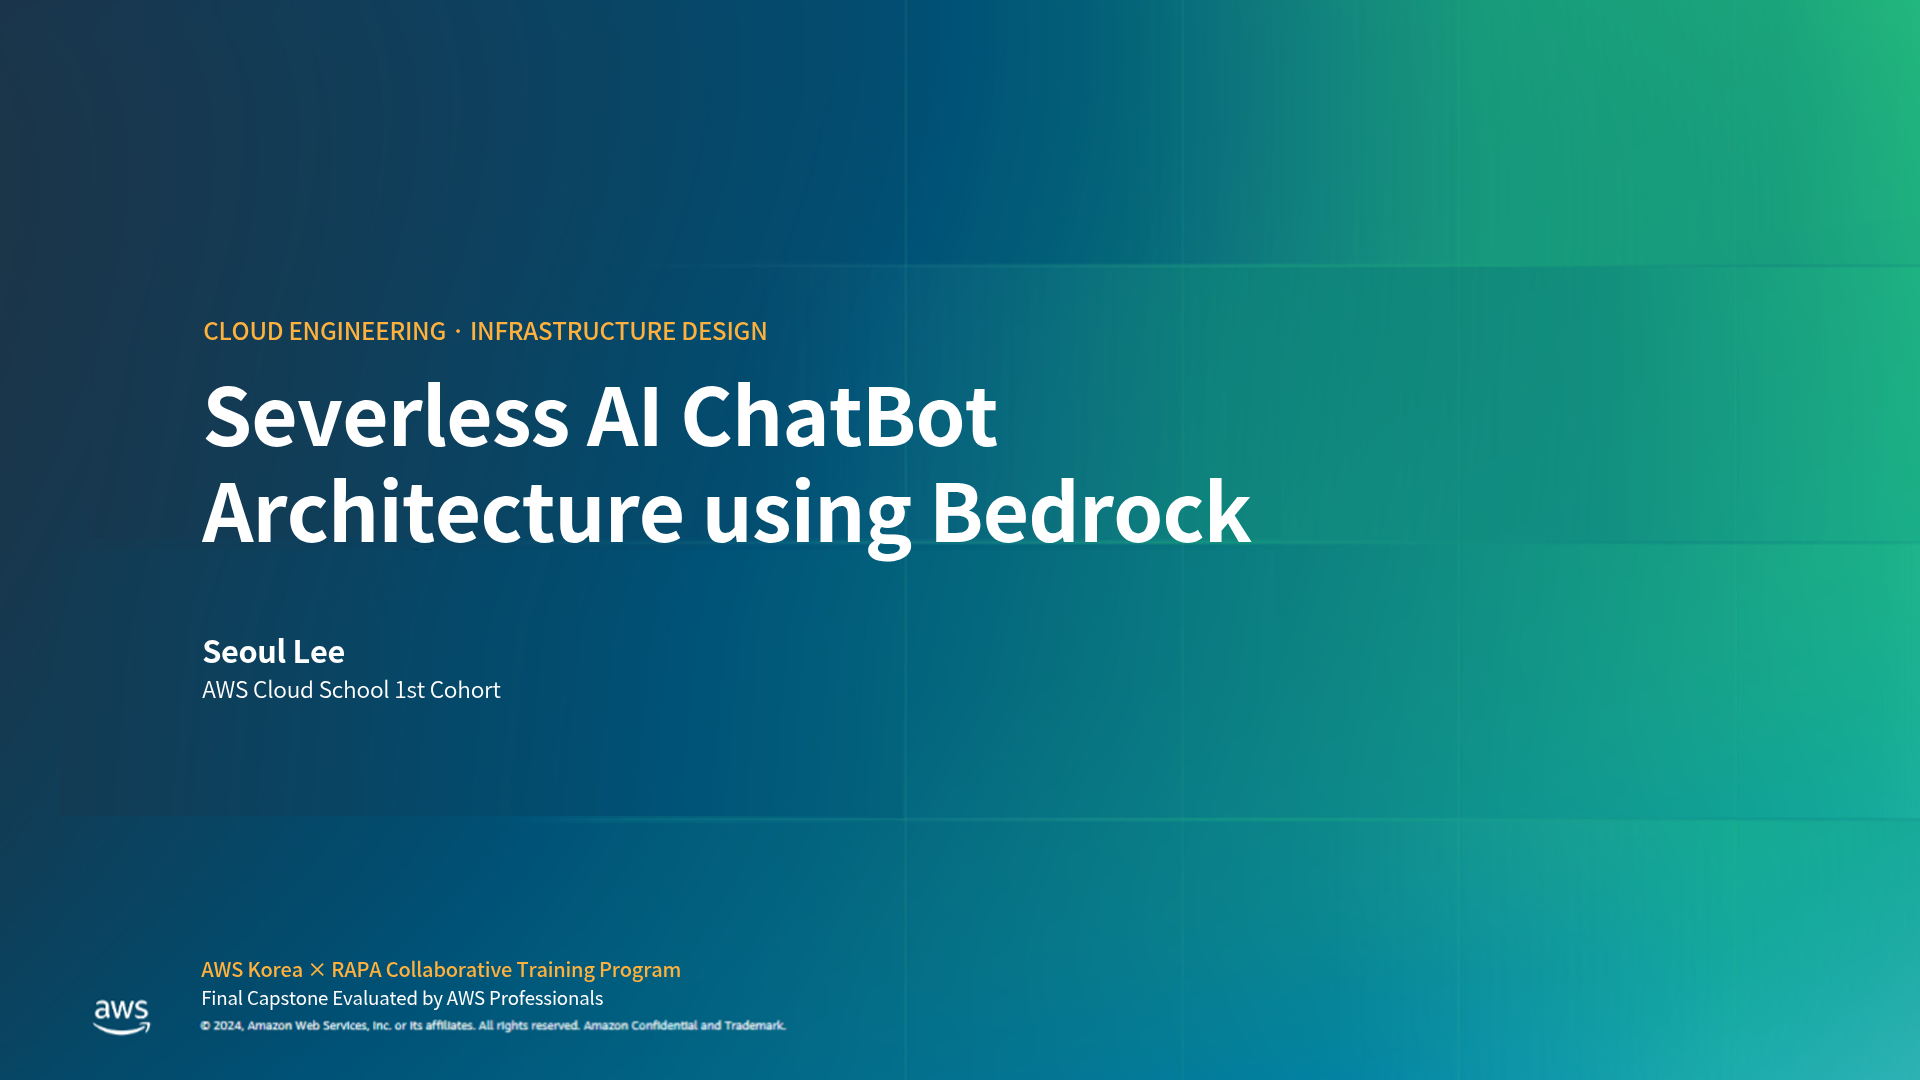 CLOUD ENGINEERING · INFRASTRUCTURE DESIGN
Severless AI ChatBot
Architecture using Bedrock
Seoul Lee
AWS Cloud School 1st Cohort
AWS Korea × RAPA Collaborative Training Program
Final Capstone Evaluated by AWS Professionals
aws
© 2024, Amazon Web Services, Inc. or its affiliates. All rights reserved. Amazon Confidential and Trademark.